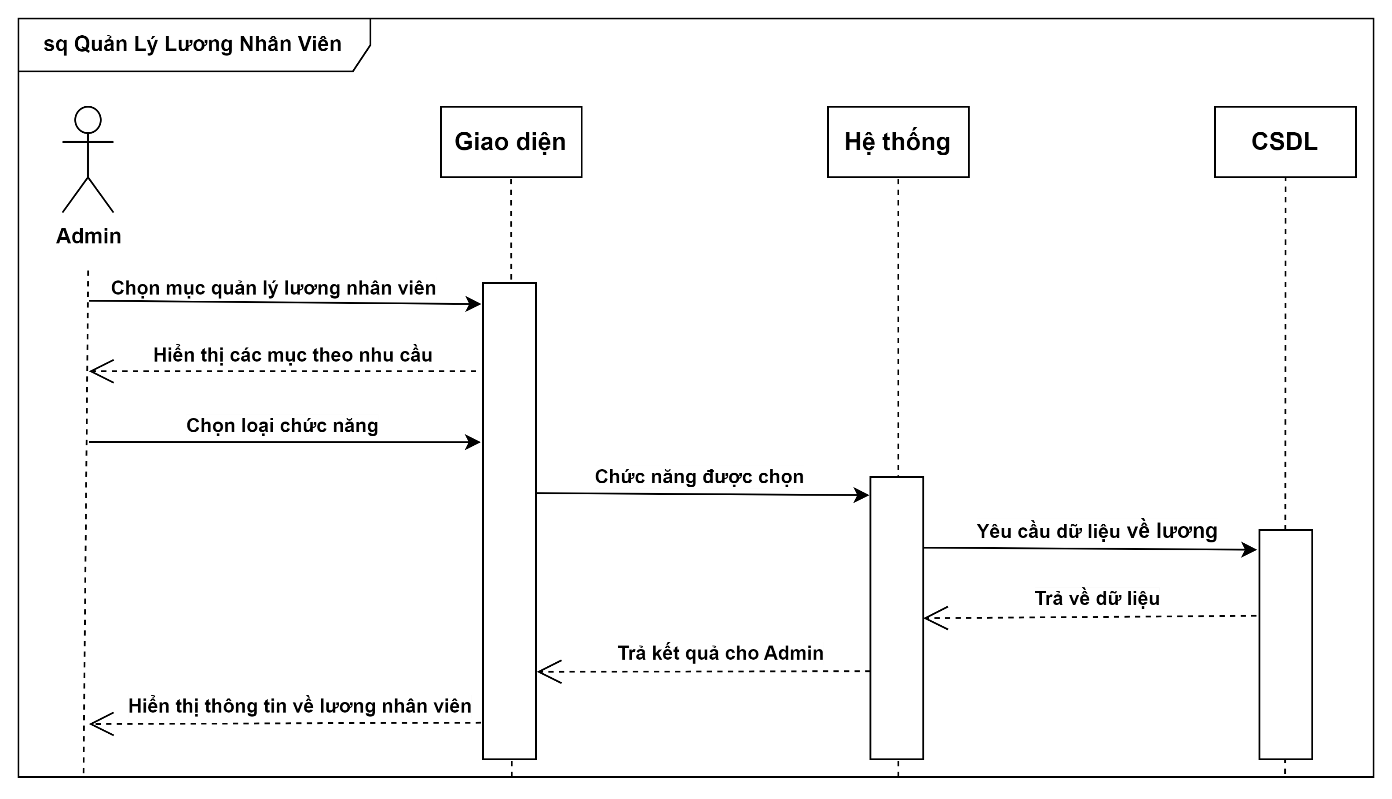 sq Quản Lý Lương Nhân Viên
Giao diện
Hệ thống
CSDL
Admin
Chọn mục quản lý lương nhân viên
Hiển thị các mục theo nhu cầu
Chọn loại chức năng
Chức năng được chọn
Yêu cầu dữ liệu về lương
Trả về dữ liệu
Trả kết quả cho Admin
Hiển thị thông tin về lương nhân viên